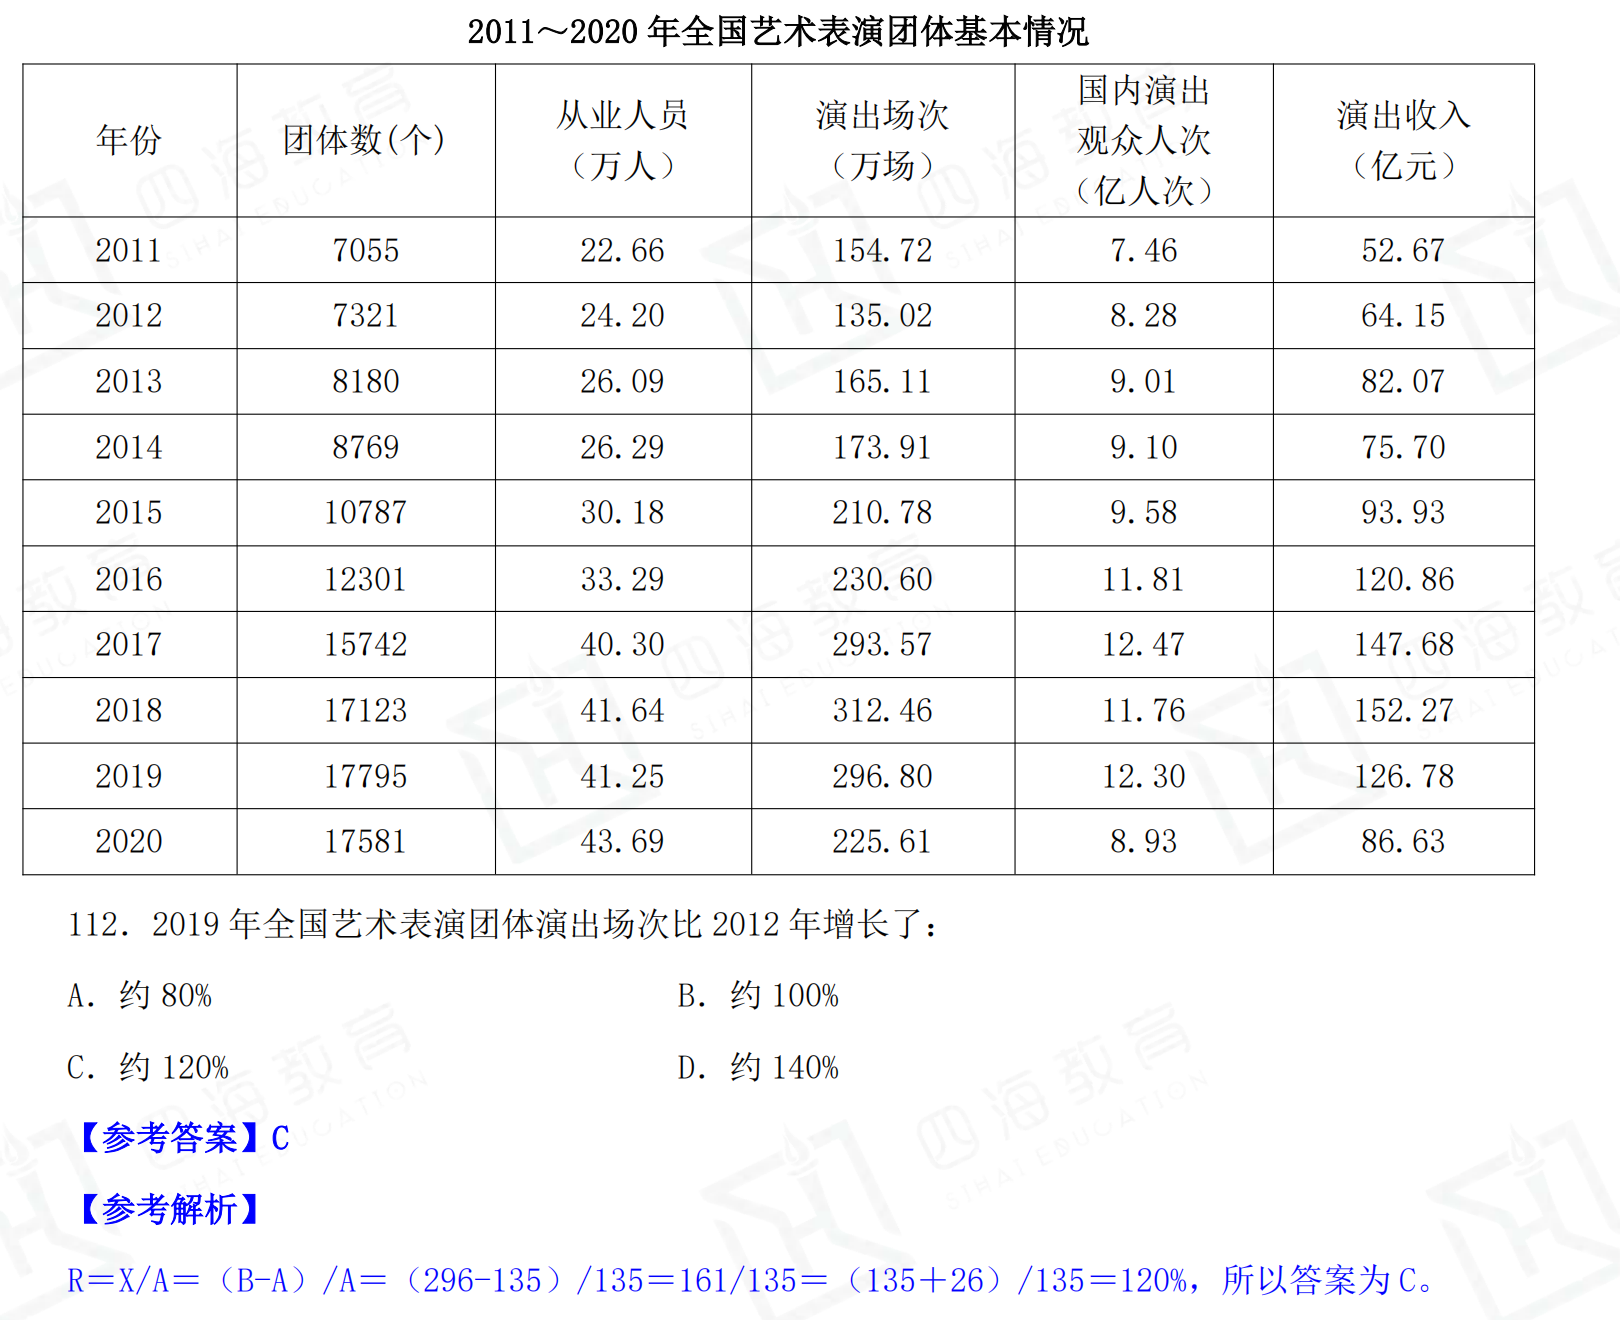 2011～2020 年全国艺术表演团体基本情况
年份 团体数(个) 从业人员（万人） 演出场次（万场） 国内演出观众人次（亿人次） 演出收入（亿元）
2011 7055 22.66 154.72 7.46 52.67
2012 7321 24.20 135.02 8.28 64.15
2013 8180 26.09 165.11 9.01 82.07
2014 8769 26.29 173.91 9.10 75.70
2015 10787 30.18 210.78 9.58 93.93
2016 12301 33.29 230.60 11.81 120.86
2017 15742 40.30 293.57 12.47 147.68
2018 17123 41.64 312.46 11.76 152.27
2019 17795 41.25 296.80 12.30 126.78
2020 17581 43.69 225.61 8.93 86.63
112. 2019 年全国艺术表演团体演出场次比 2012 年增长了：
A. 约 80% B. 约 100%
C. 约 120% D. 约 140%
【参考答案】C
【参考解析】
R＝X/A＝（B-A）/A＝（296-135）/135＝161/135＝（135＋26）/135＝120%，所以答案为 C。
四海教育
SIHAI EDUCATION